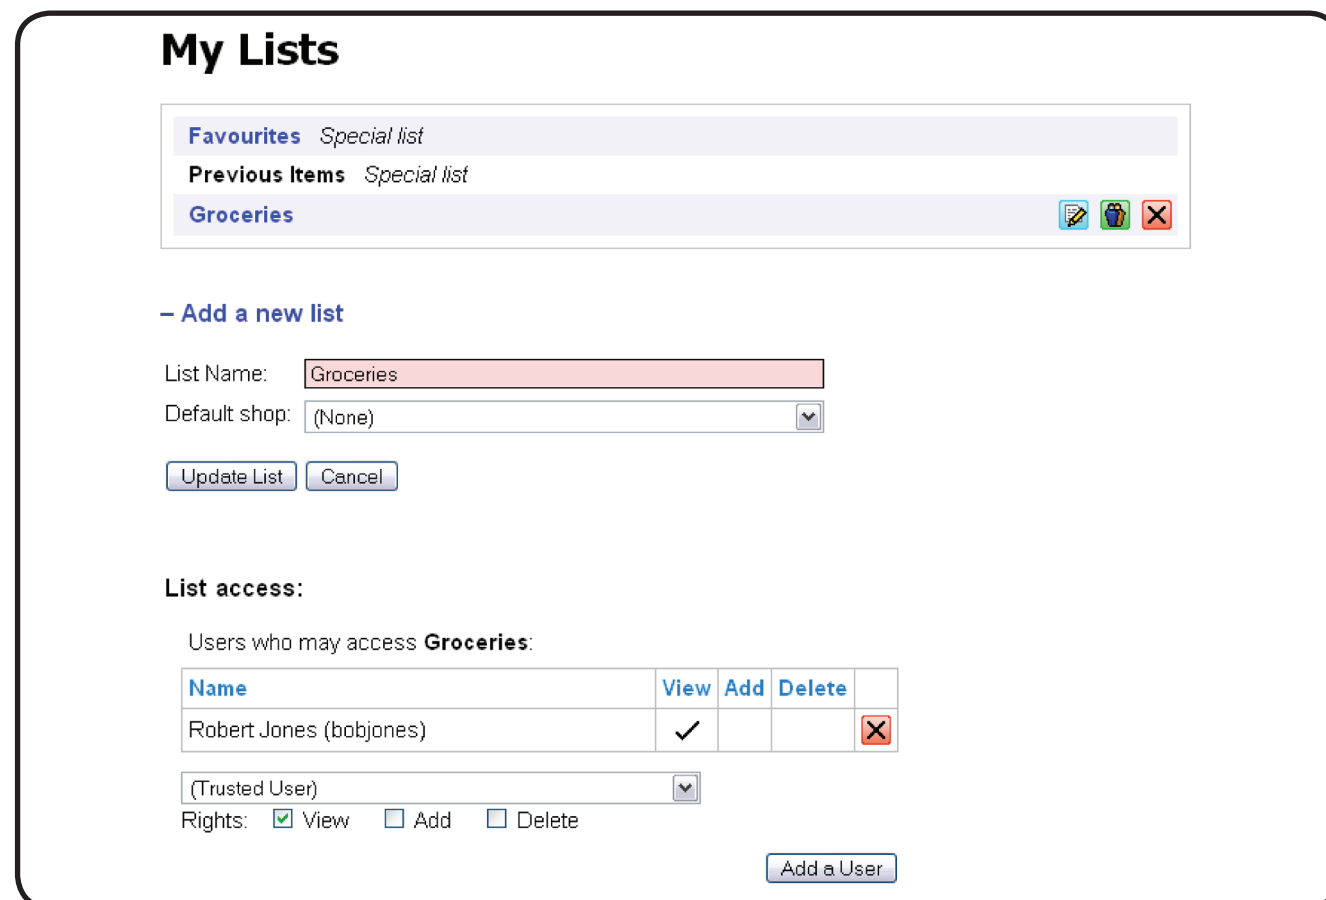 My Lists
Favourites Special list
Previous Items Special list
Groceries
– Add a new list
List Name: Groceries
Default shop: (None)
Update List Cancel
List access:
Users who may access Groceries:
Name View Add Delete
Robert Jones (bobjones)
(Trusted User)
Rights: View Add Delete
Add a User